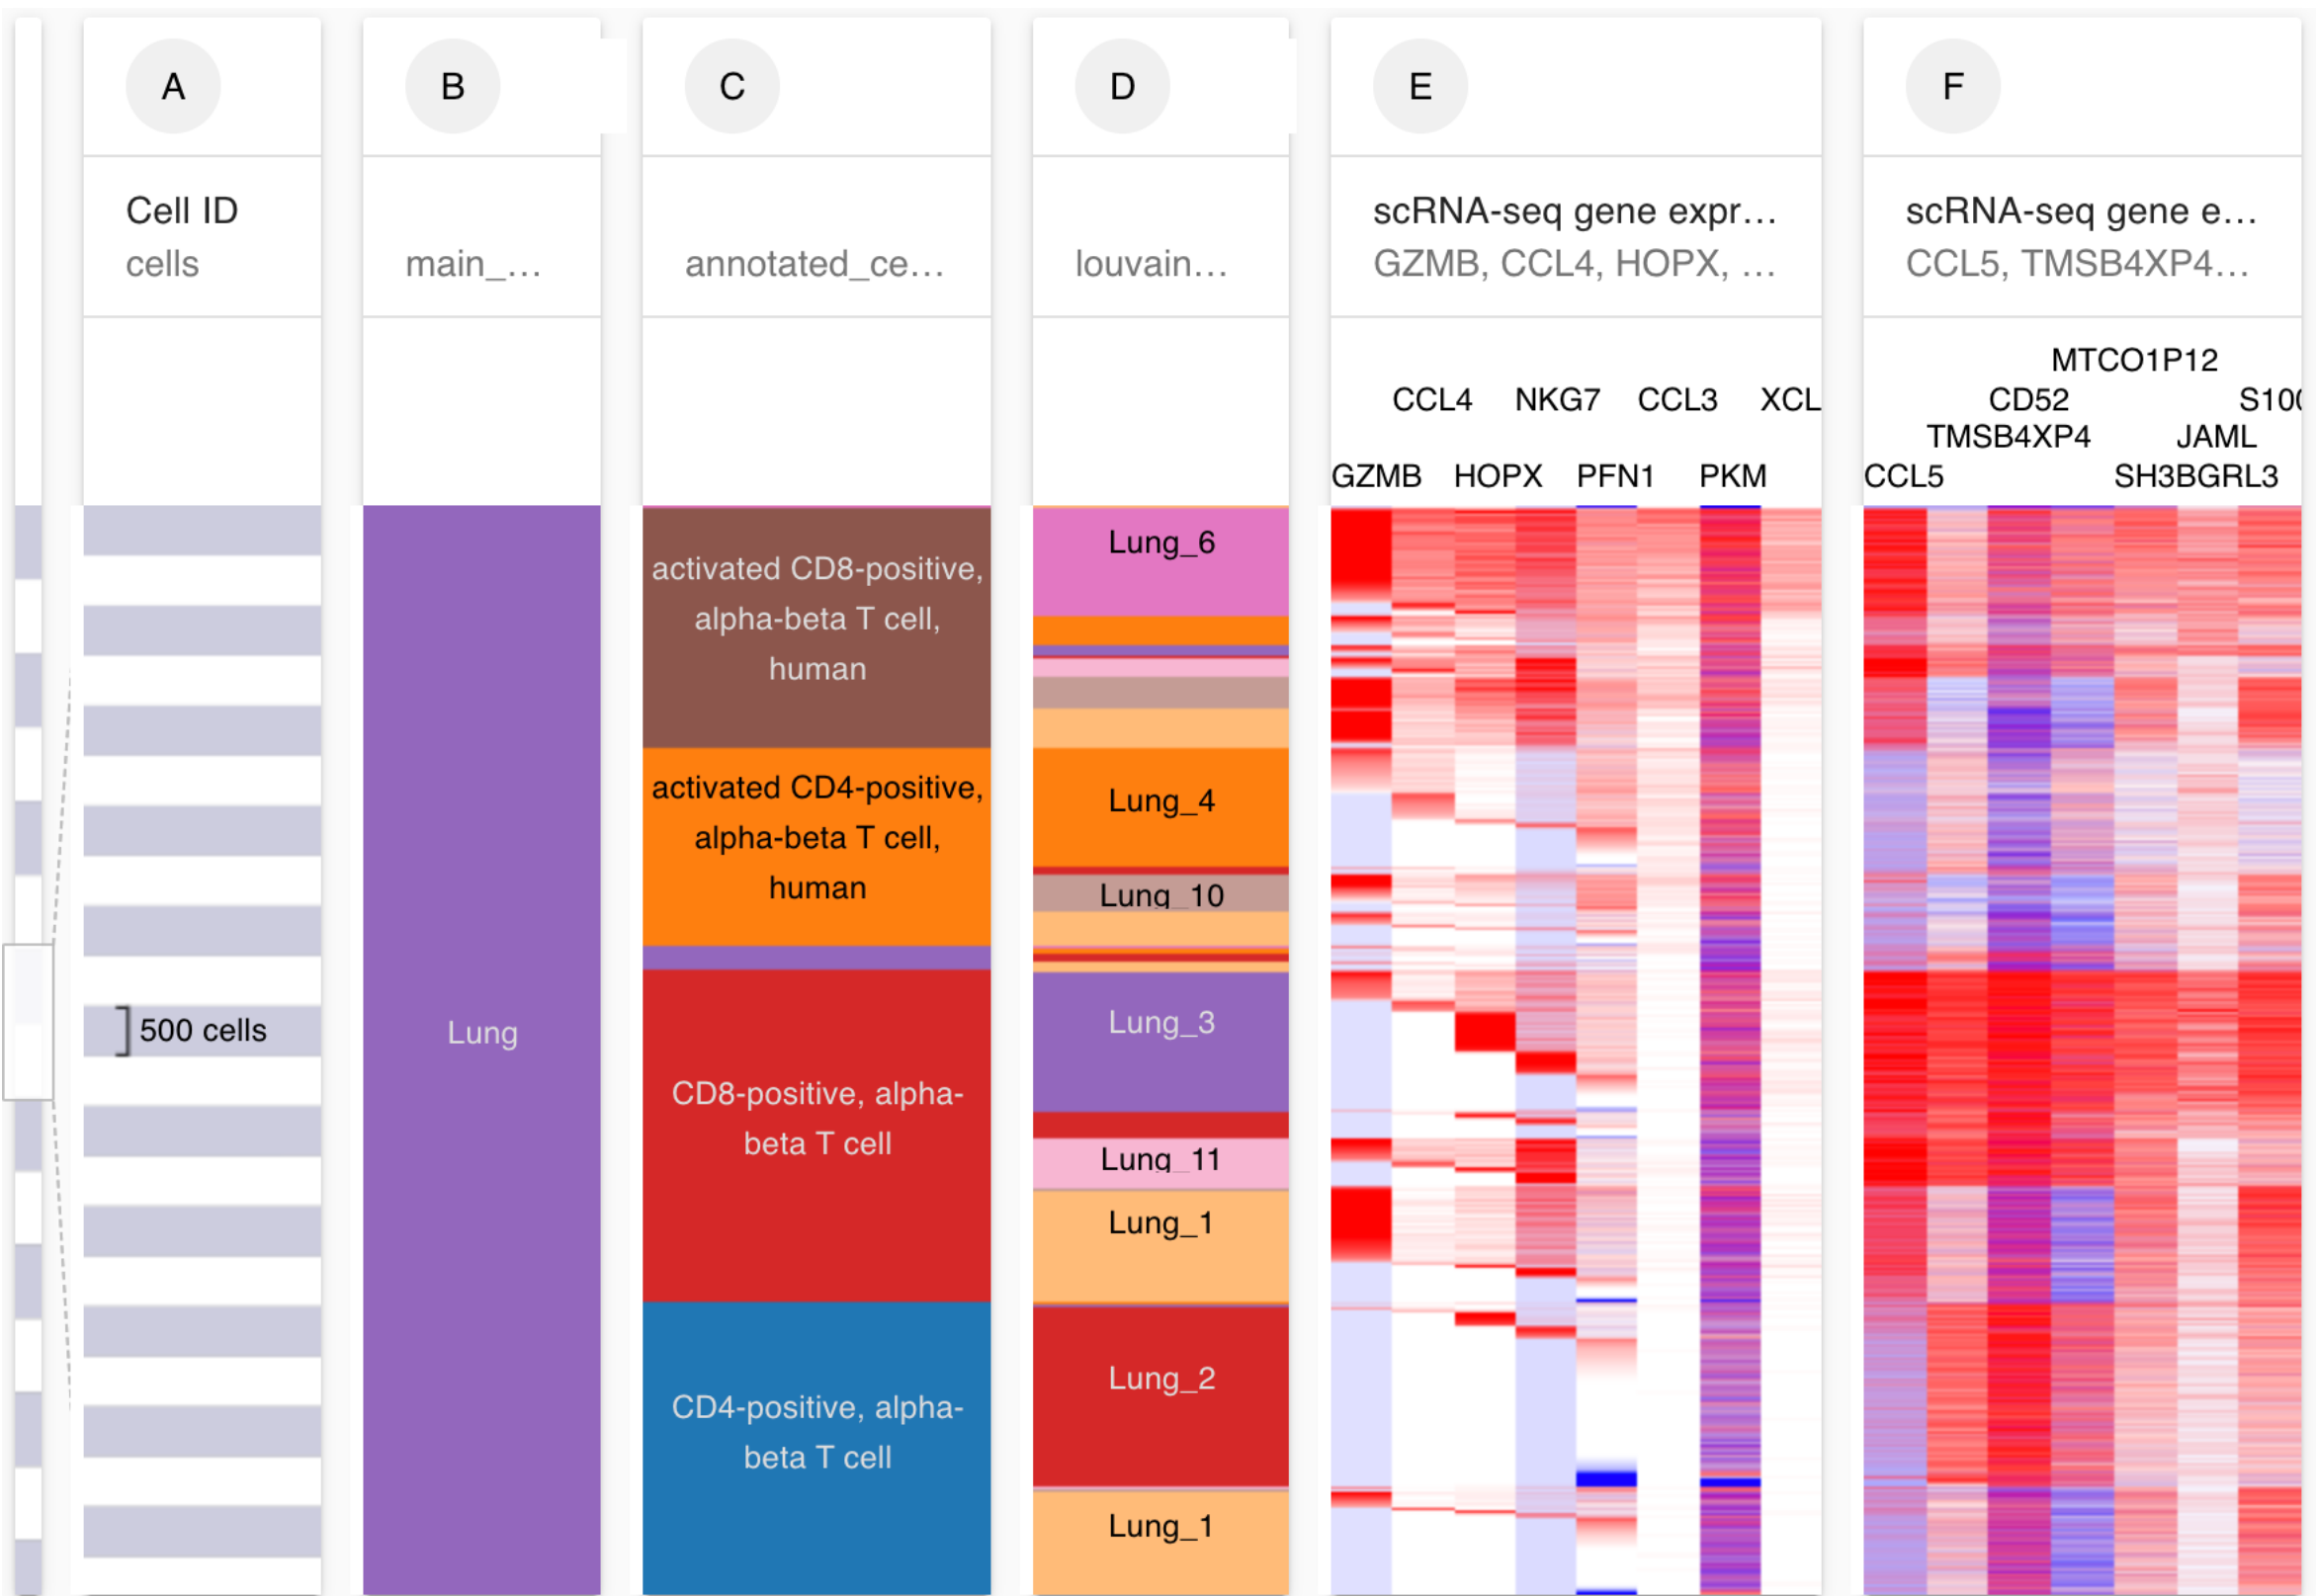 A
B
C
D
E
F
Cell ID
cells
main_...
annotated_ce...
louvain...
scRNA-seq gene expr...
GZMB, CCL4, HOPX, ...
scRNA-seq gene e...
CCL5, TMSB4XP4...
CCL4 NKG7 CCL3 XCL
GZMB HOPX PFN1 PKM
MTCO1P12
CD52 S100
TMSB4XP4 JAML
CCL5 SH3BGRL3
500 cells
Lung
activated CD8-positive,
alpha-beta T cell,
human
activated CD4-positive,
alpha-beta T cell,
human
CD8-positive, alpha-
beta T cell
CD4-positive, alpha-
beta T cell
Lung_6
Lung_4
Lung_10
Lung_3
Lung_11
Lung_1
Lung_2
Lung_1